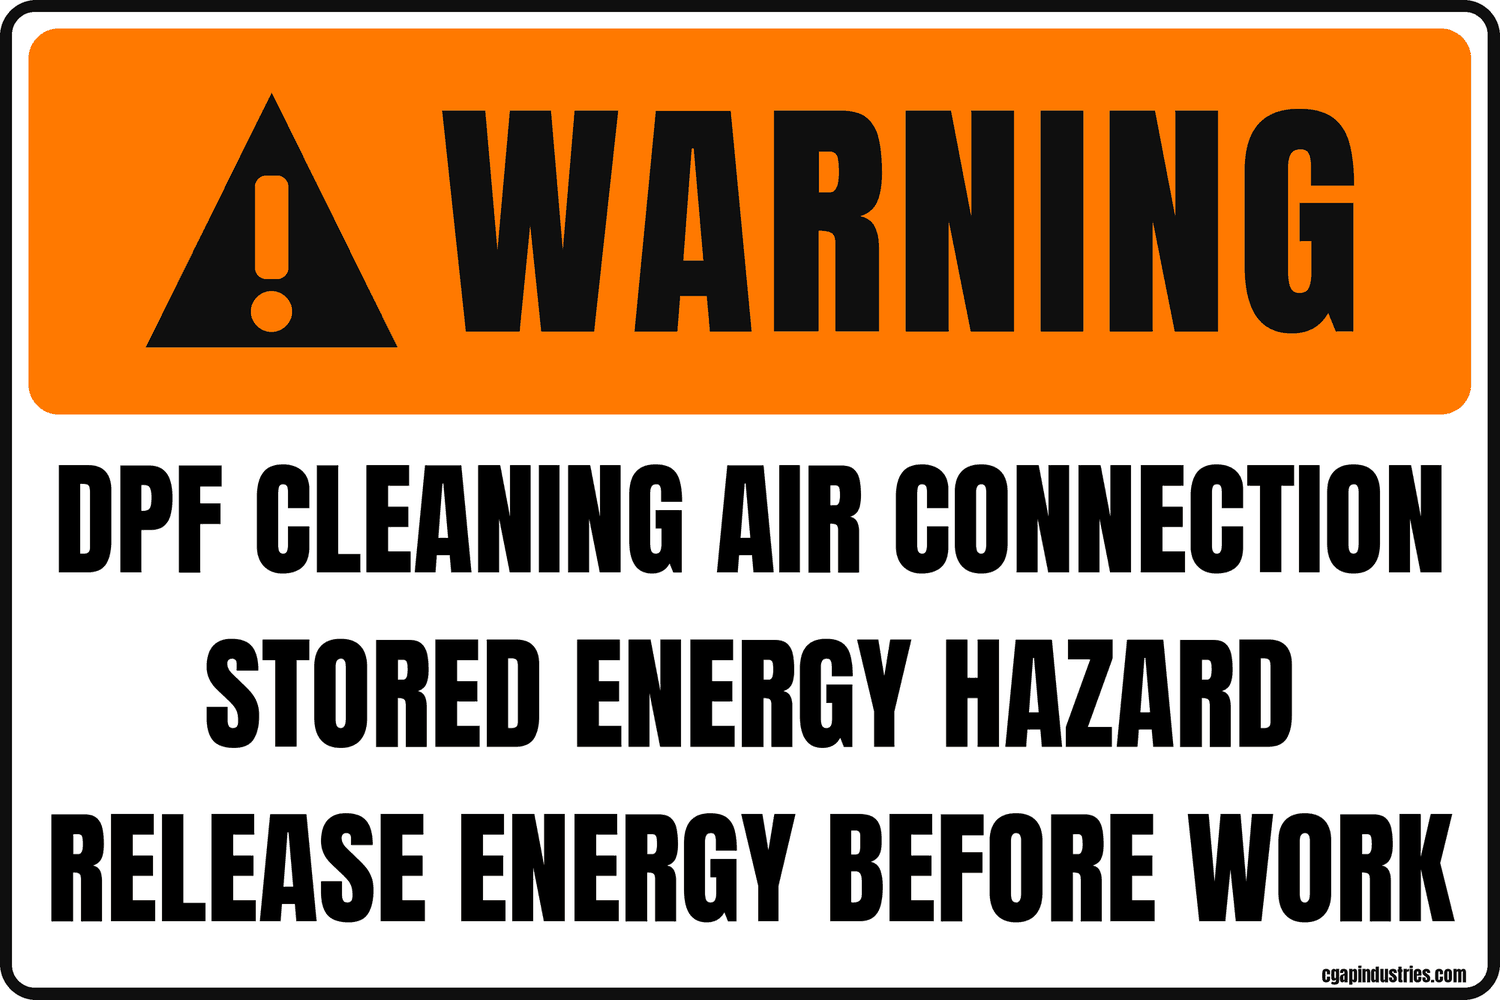 WARNING
DPF CLEANING AIR CONNECTION
STORED ENERGY HAZARD
RELEASE ENERGY BEFORE WORK
cgapindustries.com